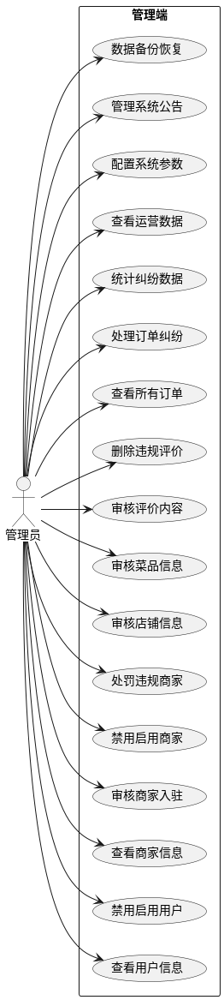 管理端
数据备份恢复
管理系统公告
配置系统参数
查看运营数据
统计纠纷数据
处理订单纠纷
查看所有订单
删除违规评价
审核评价内容
管理员
审核菜品信息
审核店铺信息
处罚违规商家
禁用启用商家
审核商家入驻
查看商家信息
禁用启用用户
查看用户信息